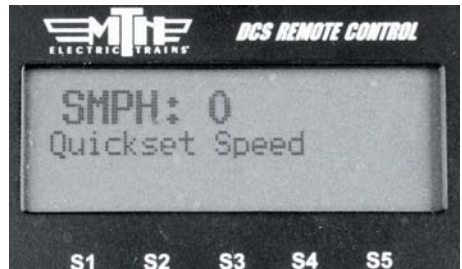 MTH DCS REMOTE CONTROL
ELECTRIC TRAINS
SMPH: 0
Quickset Speed
S1 S2 S3 S4 S5